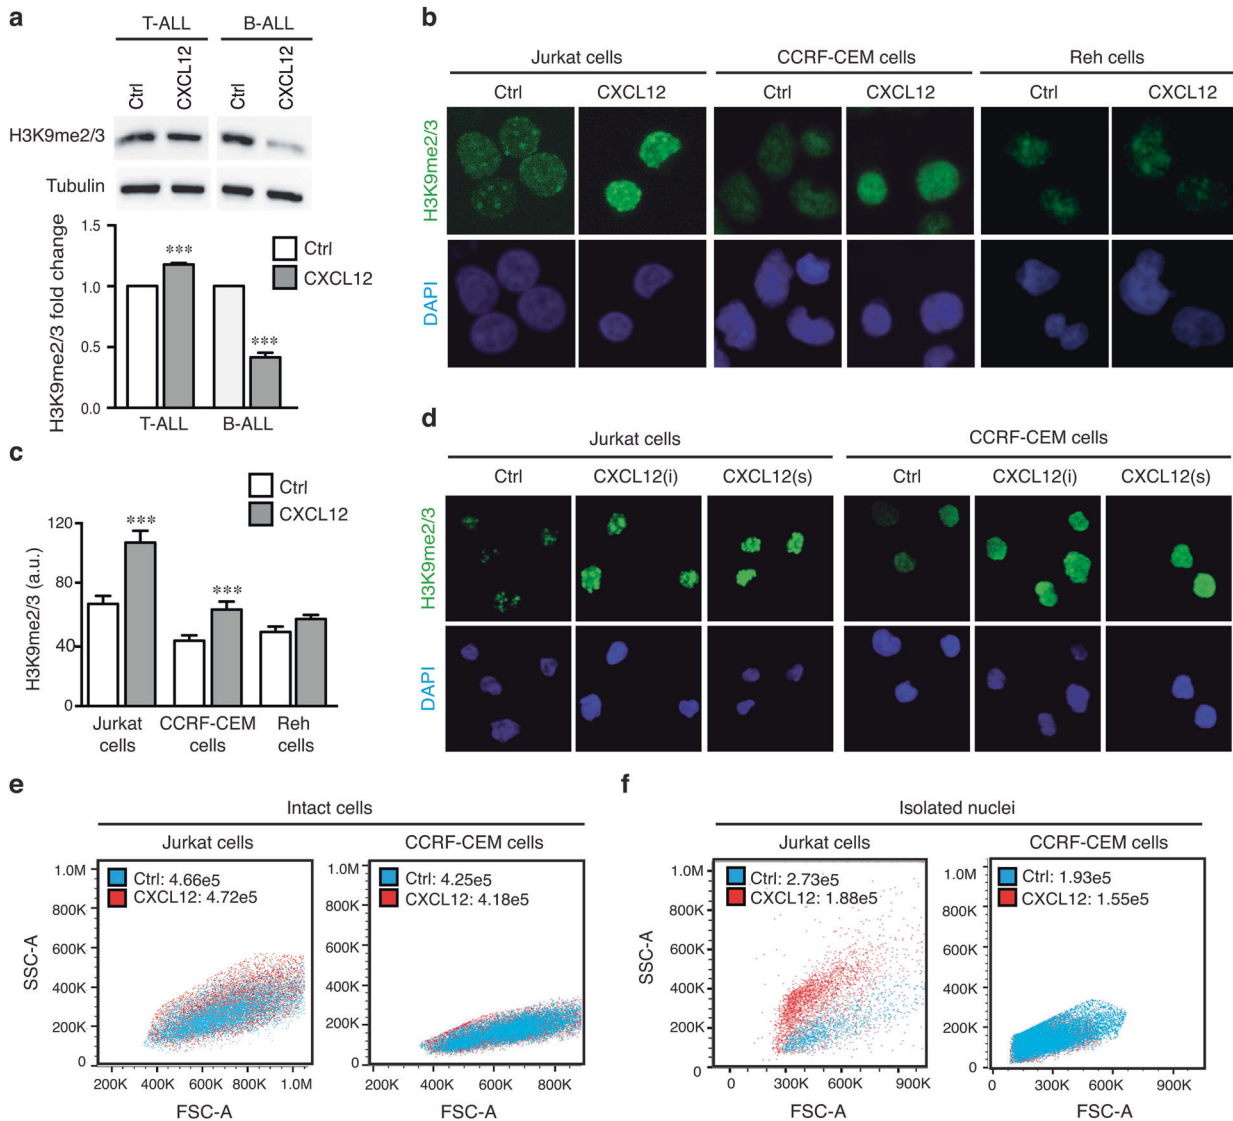 a
T-ALL B-ALL
Ctrl CXCL12 Ctrl CXCL12
H3K9me2/3
Tubulin
H3K9me2/3 fold change
1.5
1.0
0.5
0.0
*** ***
Ctrl
CXCL12
T-ALL B-ALL
b
Jurkat cells CCRF-CEM cells Reh cells
Ctrl CXCL12 Ctrl CXCL12 Ctrl CXCL12
H3K9me2/3
DAPI
c
Ctrl
CXCL12
H3K9me2/3 (a.u.)
120
80
40
0
*** ***
Jurkat cells
CCRF-CEM cells
Reh cells
d
Jurkat cells CCRF-CEM cells
Ctrl CXCL12(i) CXCL12(s) Ctrl CXCL12(i) CXCL12(s)
H3K9me2/3
DAPI
e
Intact cells
Jurkat cells CCRF-CEM cells
SSC-A
1.0M
800K
600K
400K
200K
0
Ctrl: 4.66e5
CXCL12: 4.72e5
200K 400K 600K 800K 1.0M
FSC-A
1.0M
800K
600K
400K
200K
0
Ctrl: 4.25e5
CXCL12: 4.18e5
200K 400K 600K 800K
FSC-A
f
Isolated nuclei
Jurkat cells CCRF-CEM cells
SSC-A
1.0M
800K
600K
400K
200K
0
Ctrl: 2.73e5
CXCL12: 1.88e5
0 300K 600K 900K
FSC-A
1.0M
800K
600K
400K
200K
0
Ctrl: 1.93e5
CXCL12: 1.55e5
0 300K 600K 900K
FSC-A